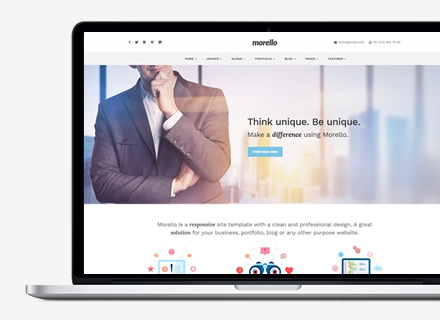 morello
HOME HEADER SLIDER PORTFOLIO BLOG PAGES FEATURES
Think unique. Be unique.
Make a difference using Morello.
PURCHASE NOW
Morello is a responsive site template with a clean and professional design. A great
solution for your business, portfolio, blog or any other purpose website.